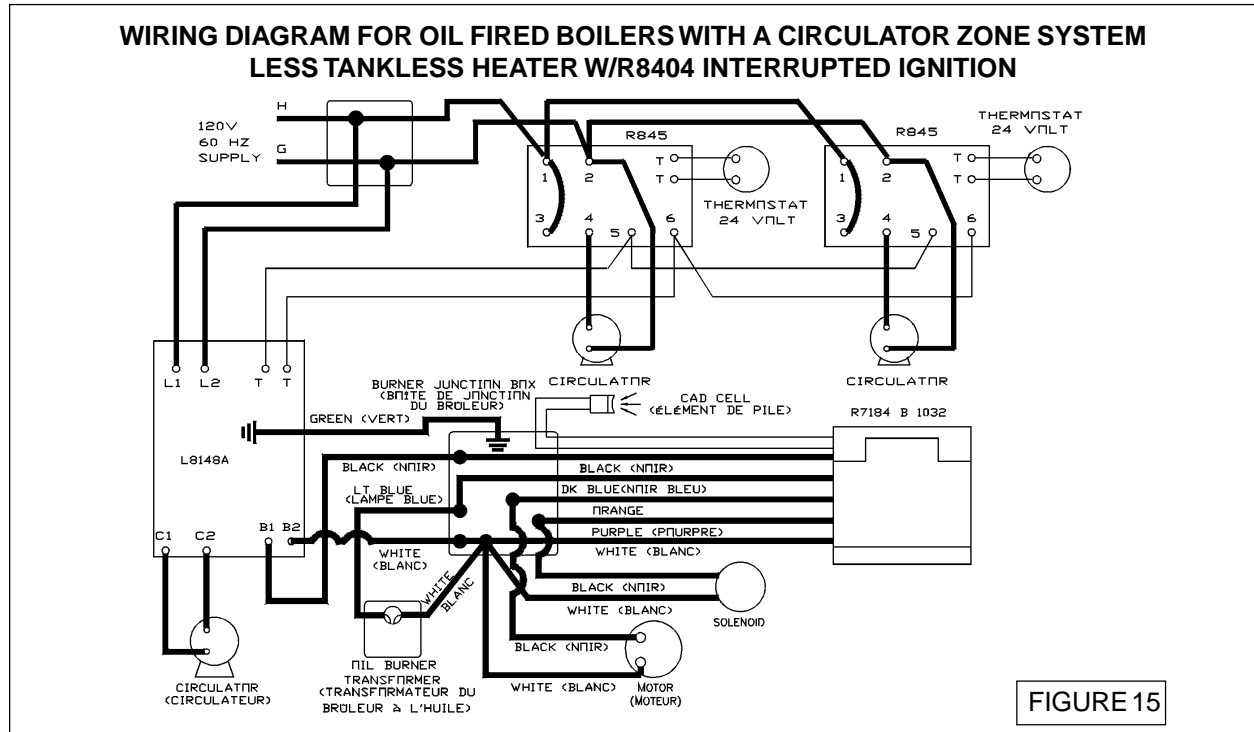 WIRING DIAGRAM FOR OIL FIRED BOILERS WITH A CIRCULATOR ZONE SYSTEM
LESS TANKLESS HEATER W/R8404 INTERRUPTED IGNITION
H
120V
60 HZ
SUPPLY
G
R845
1 2 T
T
3 4 5 6
THERMOSTAT
24 VOLT
R845
1 2 T
T
3 4 5 6
THERMOSTAT
24 VOLT
CIRCULATOR
CIRCULATOR
L1 L2 T T
L8148A
C1 C2 B1 B2
BURNER JUNCTION BOX
(BOITE DE JONCTION
DU BRÛLEUR)
GREEN (VERT)
CAD CELL
(ÉLÉMENT DE PILE)
R7184 B 1032
BLACK (NOIR)
BLACK (NOIR)
LT BLUE
(LAMPE BLUE)
DK BLUE(NOIR BLEU)
ORANGE
PURPLE (POURPRE)
WHITE
(BLANC)
WHITE (BLANC)
WHITE
BLANC
BLACK (NOIR)
WHITE (BLANC)
SOLENOID
BLACK (NOIR)
WHITE (BLANC)
MOTOR
(MOTEUR)
OIL BURNER
TRANSFORMER
(TRANSFORMATEUR DU
BRÛLEUR À L'HUILE)
CIRCULATOR
(CIRCULATEUR)
FIGURE 15